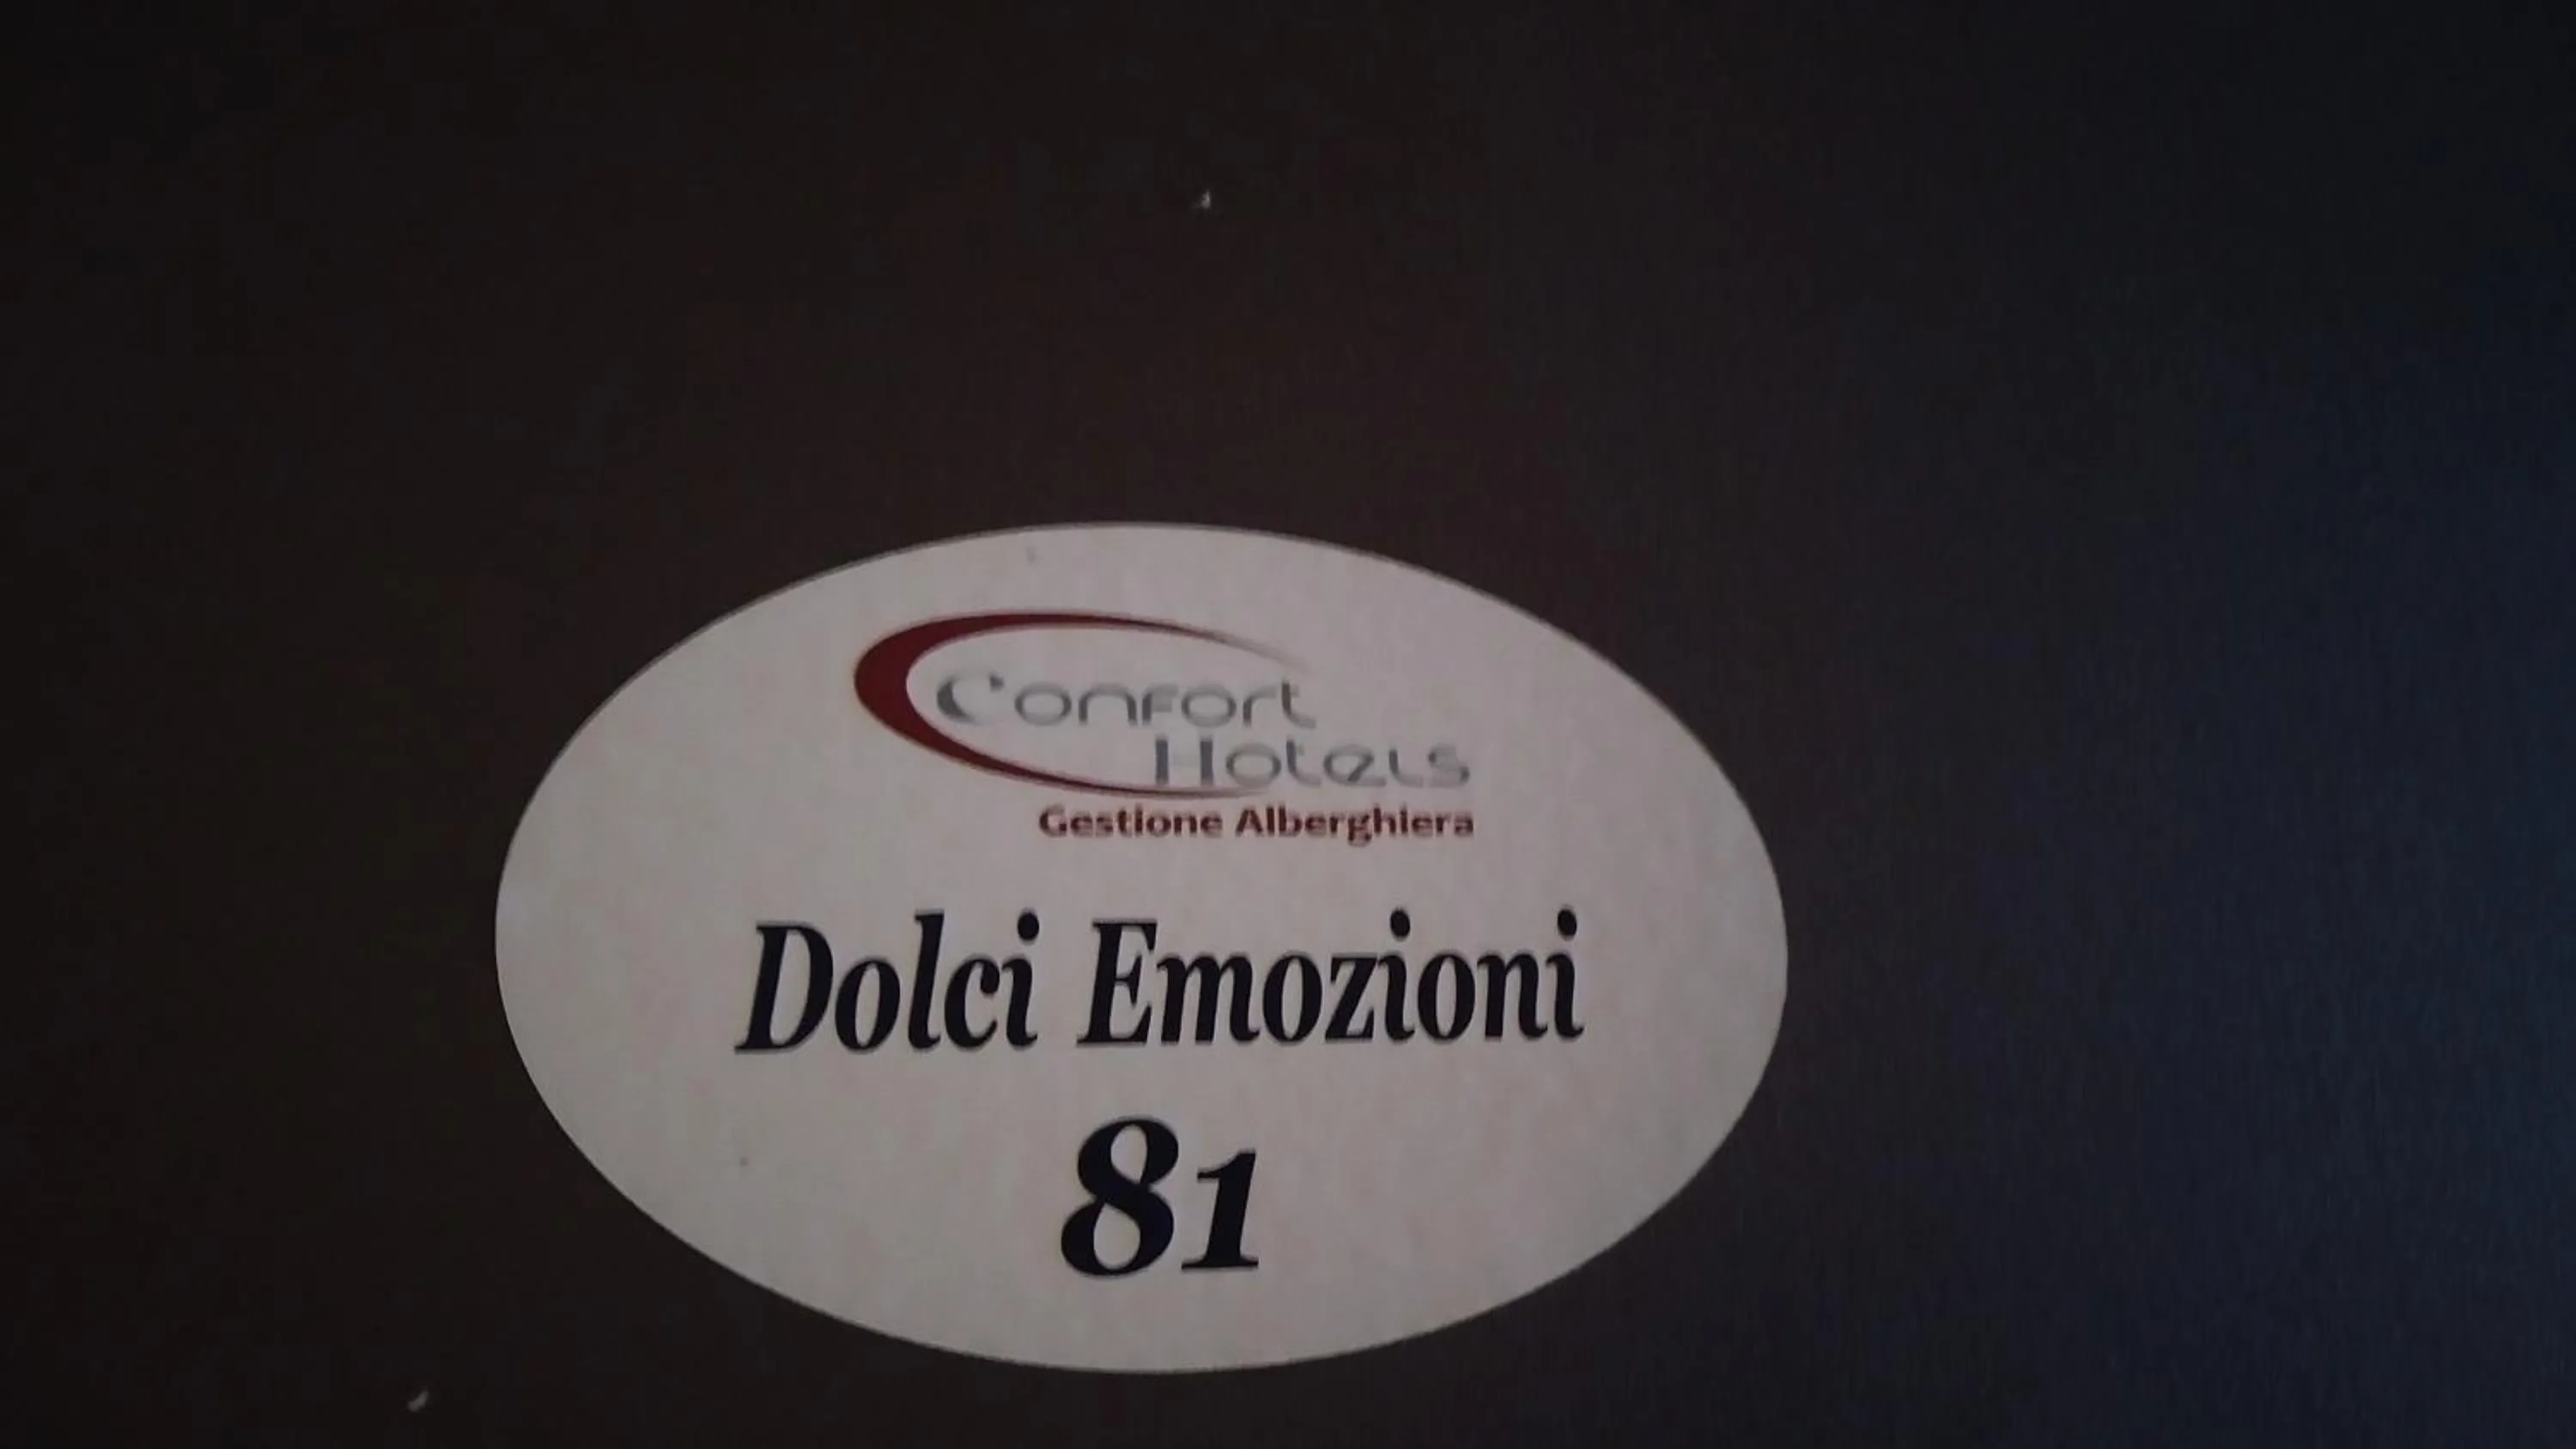 Confort
Hotels
Gestione Alberghiera
Dolci Emozioni
81